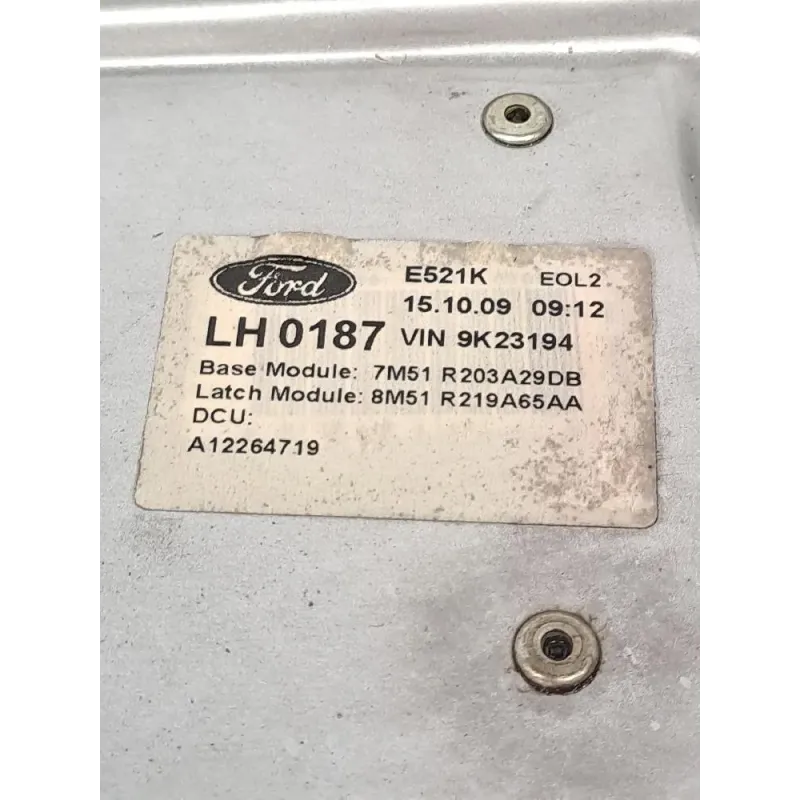 Ford
E521K EOL2
15.10.09 09:12
LH 0187 VIN 9K23194
Base Module: 7M51 R203A29DB
Latch Module: 8M51 R219A65AA
DCU:
A12264719